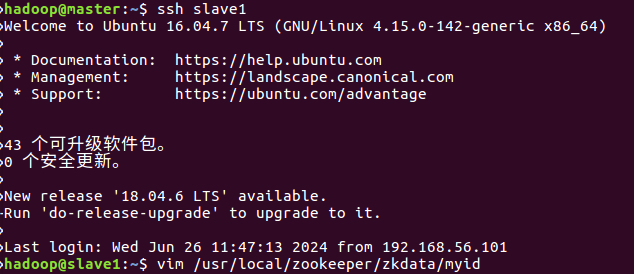 hadoop@master:~$ ssh slave1
Welcome to Ubuntu 16.04.7 LTS (GNU/Linux 4.15.0-142-generic x86_64)
* Documentation:  https://help.ubuntu.com
* Management:     https://landscape.canonical.com
* Support:        https://ubuntu.com/advantage
43 个可升级软件包。
0 个安全更新。
New release '18.04.6 LTS' available.
Run 'do-release-upgrade' to upgrade to it.
Last login: Wed Jun 26 11:47:13 2024 from 192.168.56.101
hadoop@slave1:~$ vim /usr/local/zookeeper/zkdata/myid